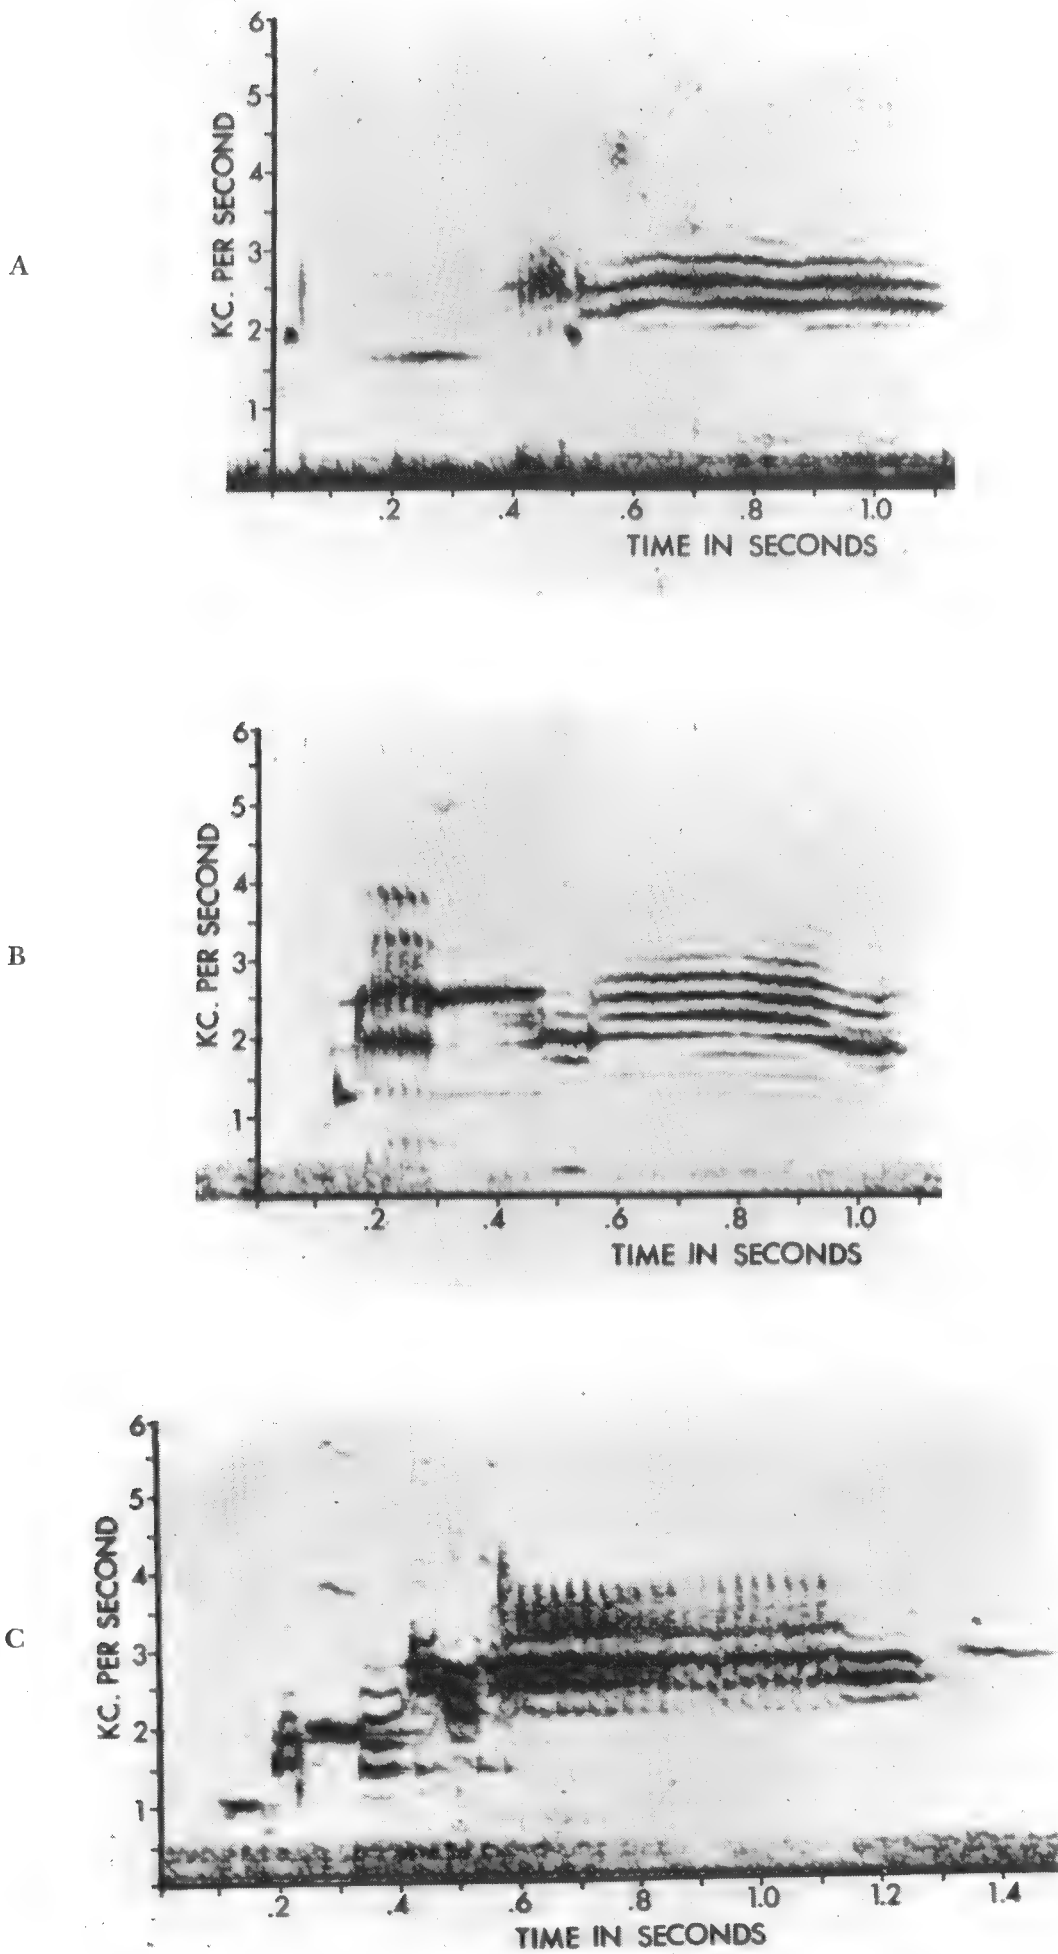 6
5
4
3
2
1
KC. PER SECOND
A
.2 .4 .6 .8 1.0
TIME IN SECONDS
6
5
4
3
2
1
KC. PER SECOND
B
.2 .4 .6 .8 1.0
TIME IN SECONDS
6
5
4
3
2
1
KC. PER SECOND
C
.2 .4 .6 .8 1.0 1.2 1.4
TIME IN SECONDS